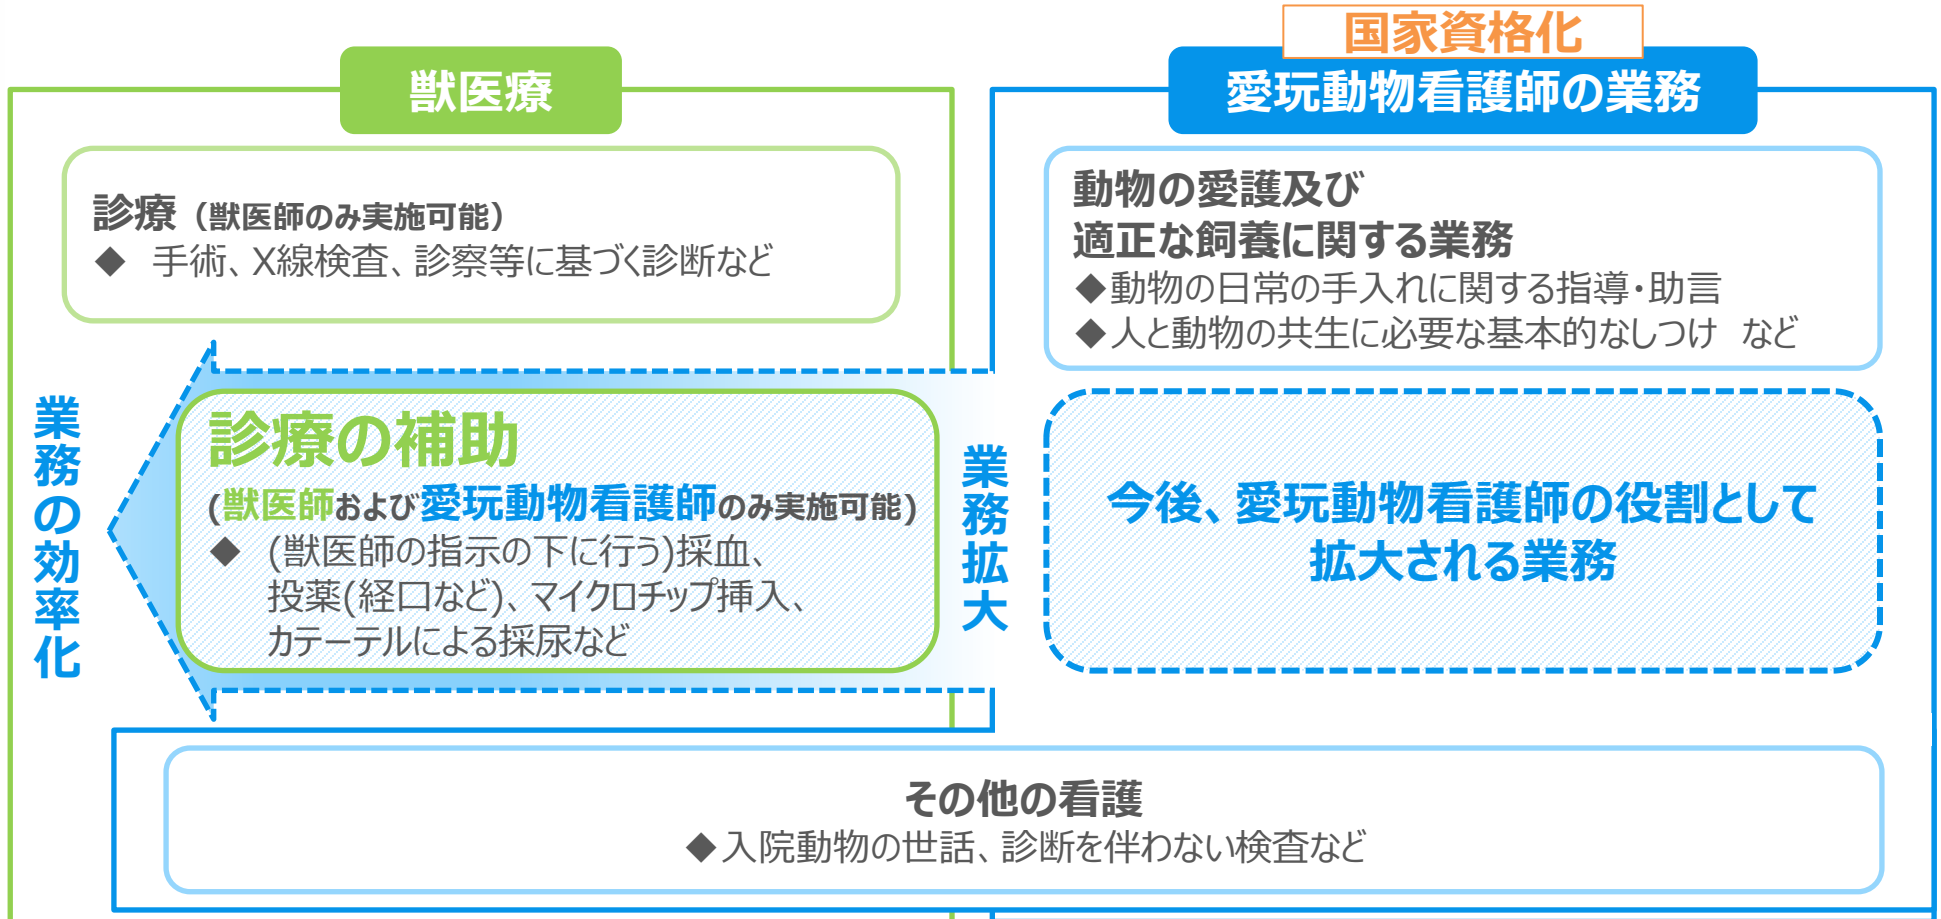 国家資格化
獣医療
愛玩動物看護師の業務
診療（獣医師のみ実施可能）
◆ 手術、X線検査、診察等に基づく診断など
動物の愛護及び
適正な飼養に関する業務
◆動物の日常の手入れに関する指導・助言
◆人と動物の共生に必要な基本的なしつけ など
業務の効率化
診療の補助
(獣医師および愛玩動物看護師のみ実施可能)
◆ (獣医師の指示の下に行う)採血、
投薬(経口など)、マイクロチップ挿入、
カテーテルによる採尿など
業務拡大
今後、愛玩動物看護師の役割として
拡大される業務
その他の看護
◆入院動物の世話、診断を伴わない検査など